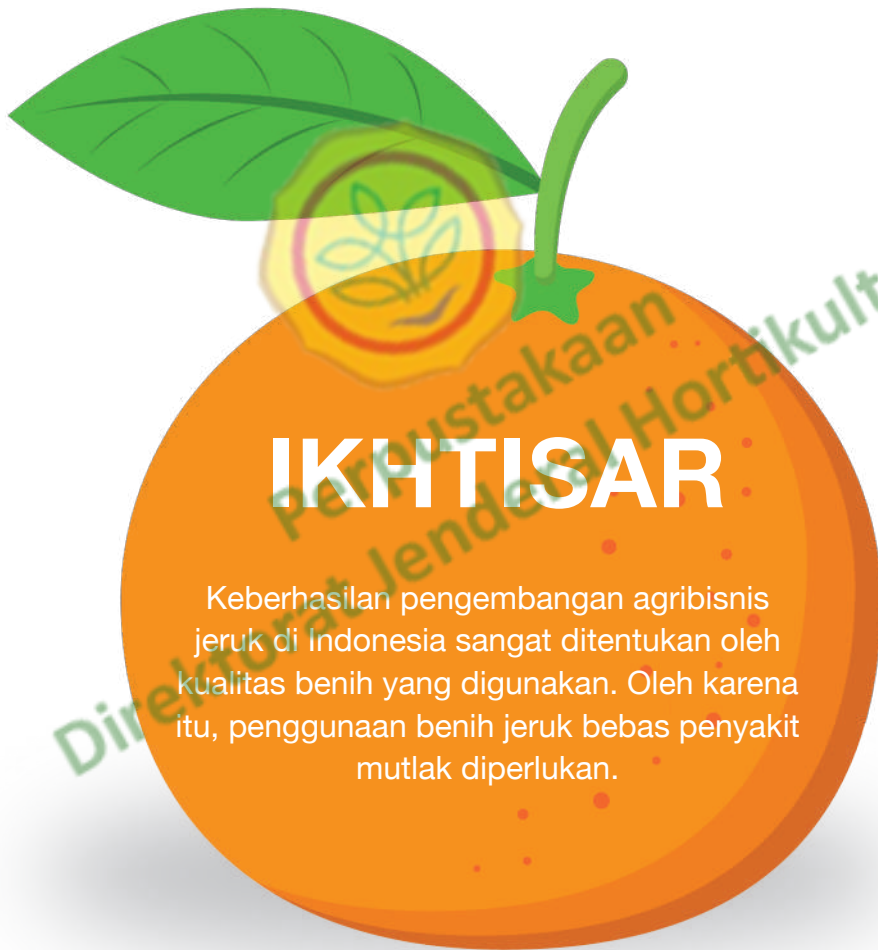 IKHTISAR
Keberhasilan pengembangan agribisnis
jeruk di Indonesia sangat ditentukan oleh
kualitas benih yang digunakan. Oleh karena
itu, penggunaan benih jeruk bebas penyakit
mutlak diperlukan.
Perpustakaan
Direktorat Jenderal Hortikult